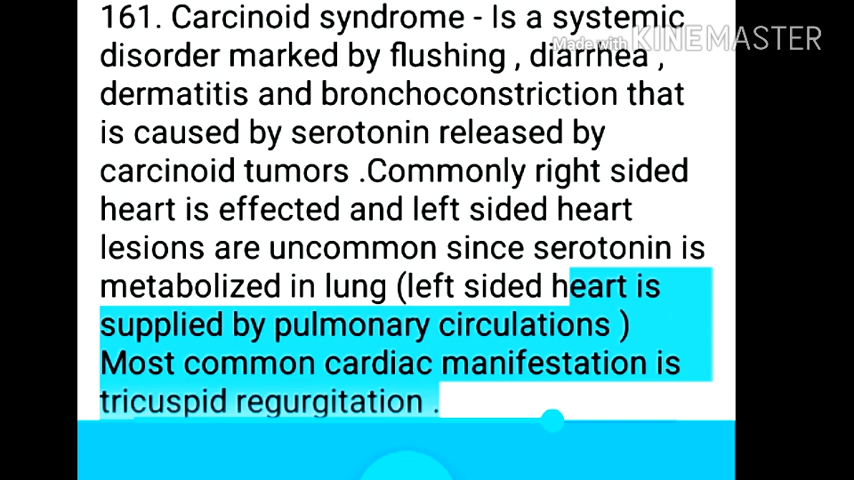 161. Carcinoid syndrome - Is a systemic
Made with KINEMASTER
disorder marked by flushing , diarrhea ,
dermatitis and bronchoconstriction that
is caused by serotonin released by
carcinoid tumors .Commonly right sided
heart is effected and left sided heart
lesions are uncommon since serotonin is
metabolized in lung (left sided heart is
supplied by pulmonary circulations )
Most common cardiac manifestation is
tricuspid regurgitation .